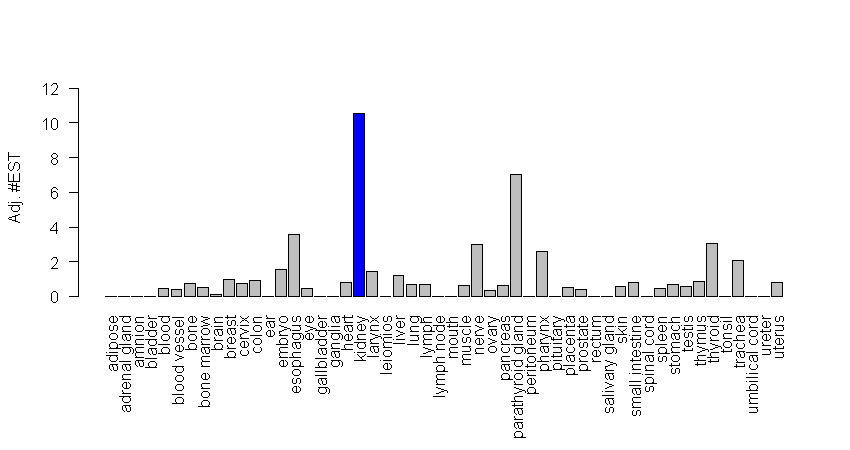 Adj. #EST
12
10
8
6
4
2
0
adipose
adrenal gland
amnion
bladder
blood
blood vessel
bone
bone marrow
brain
breast
cervix
colon
ear
embryo
esophagus
eye
gallbladder
ganglia
heart
kidney
larynx
leiomios
liver
lung
lymph
lymph node
mouth
muscle
nerve
ovary
pancreas
parathyroid gland
peritoneum
pharynx
pituitary
placenta
prostate
rectum
salivary gland
skin
small intestine
spinal cord
spleen
stomach
testis
thymus
thyroid
tonsil
trachea
umbilical cord
ureter
uterus